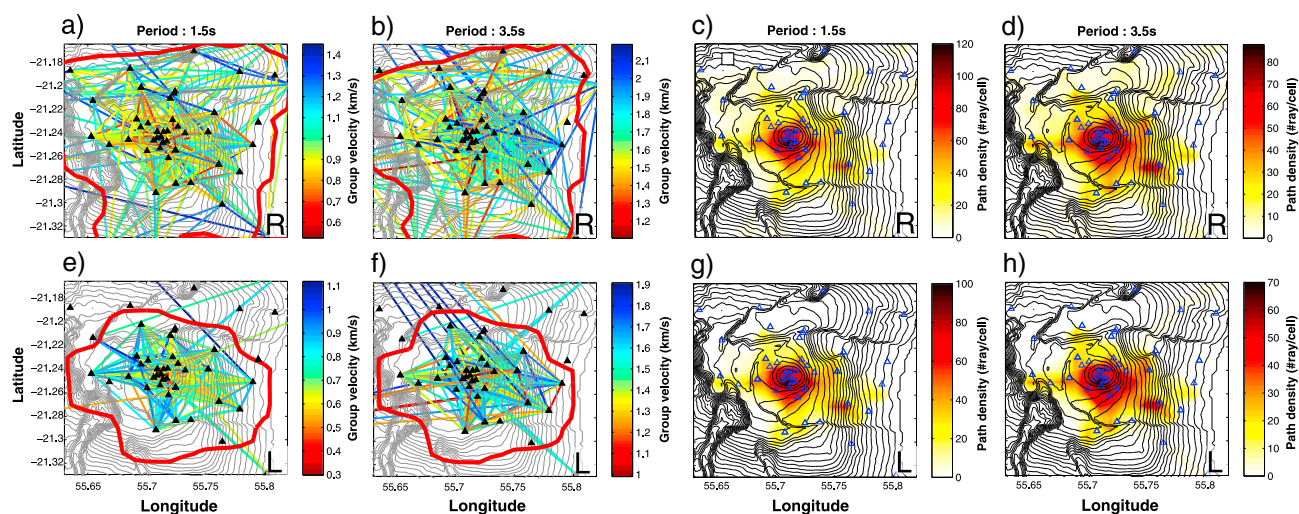 a) b) c) d)
Period : 1.5s Period : 3.5s Period : 1.5s Period : 3.5s
Latitude
−21.18
−21.2
−21.22
−21.24
−21.26
−21.28
−21.3
−21.32
R
1.4
1.3
1.2
1.1
1
0.9
0.8
0.7
0.6
Group velocity (km/s)
R
2.1
2
1.9
1.8
1.7
1.6
1.5
1.4
1.3
1.2
Group velocity (km/s)
R
120
100
80
60
40
20
0
Path density (#ray/cell)
R
80
70
60
50
40
30
20
10
0
Path density (#ray/cell)
e) f) g) h)
Latitude
−21.18
−21.2
−21.22
−21.24
−21.26
−21.28
−21.3
−21.32
L
55.65 55.7 55.75 55.8
Longitude
1.1
1
0.9
0.8
0.7
0.6
0.5
0.4
0.3
Group velocity (km/s)
L
55.65 55.7 55.75 55.8
Longitude
1.9
1.8
1.7
1.6
1.5
1.4
1.3
1.2
1.1
1
Group velocity (km/s)
L
55.65 55.7 55.75 55.8
Longitude
100
80
60
40
20
0
Path density (#ray/cell)
L
55.65 55.7 55.75 55.8
Longitude
70
60
50
40
30
20
10
0
Path density (#ray/cell)